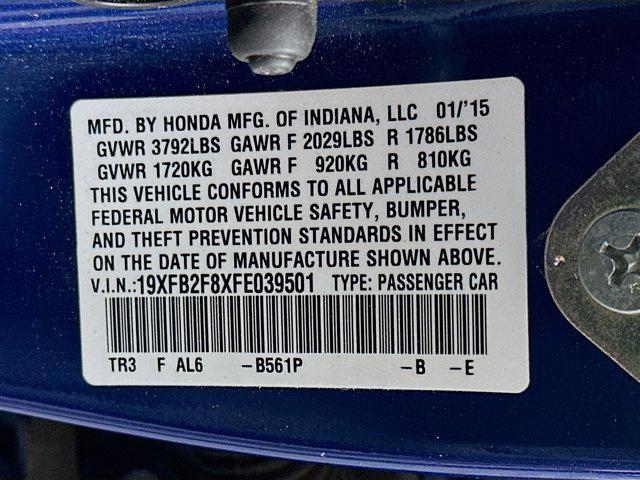 MFD. BY HONDA MFG. OF INDIANA, LLC 01/'15
GVWR 3792LBS GAWR F 2029LBS R 1786LBS
GVWR 1720KG GAWR F 920KG R 810KG
THIS VEHICLE CONFORMS TO ALL APPLICABLE
FEDERAL MOTOR VEHICLE SAFETY, BUMPER,
AND THEFT PREVENTION STANDARDS IN EFFECT
ON THE DATE OF MANUFACTURE SHOWN ABOVE.
V.I.N.:19XFB2F8XFE039501 TYPE: PASSENGER CAR
TR3 F AL6 -B561P -B -E